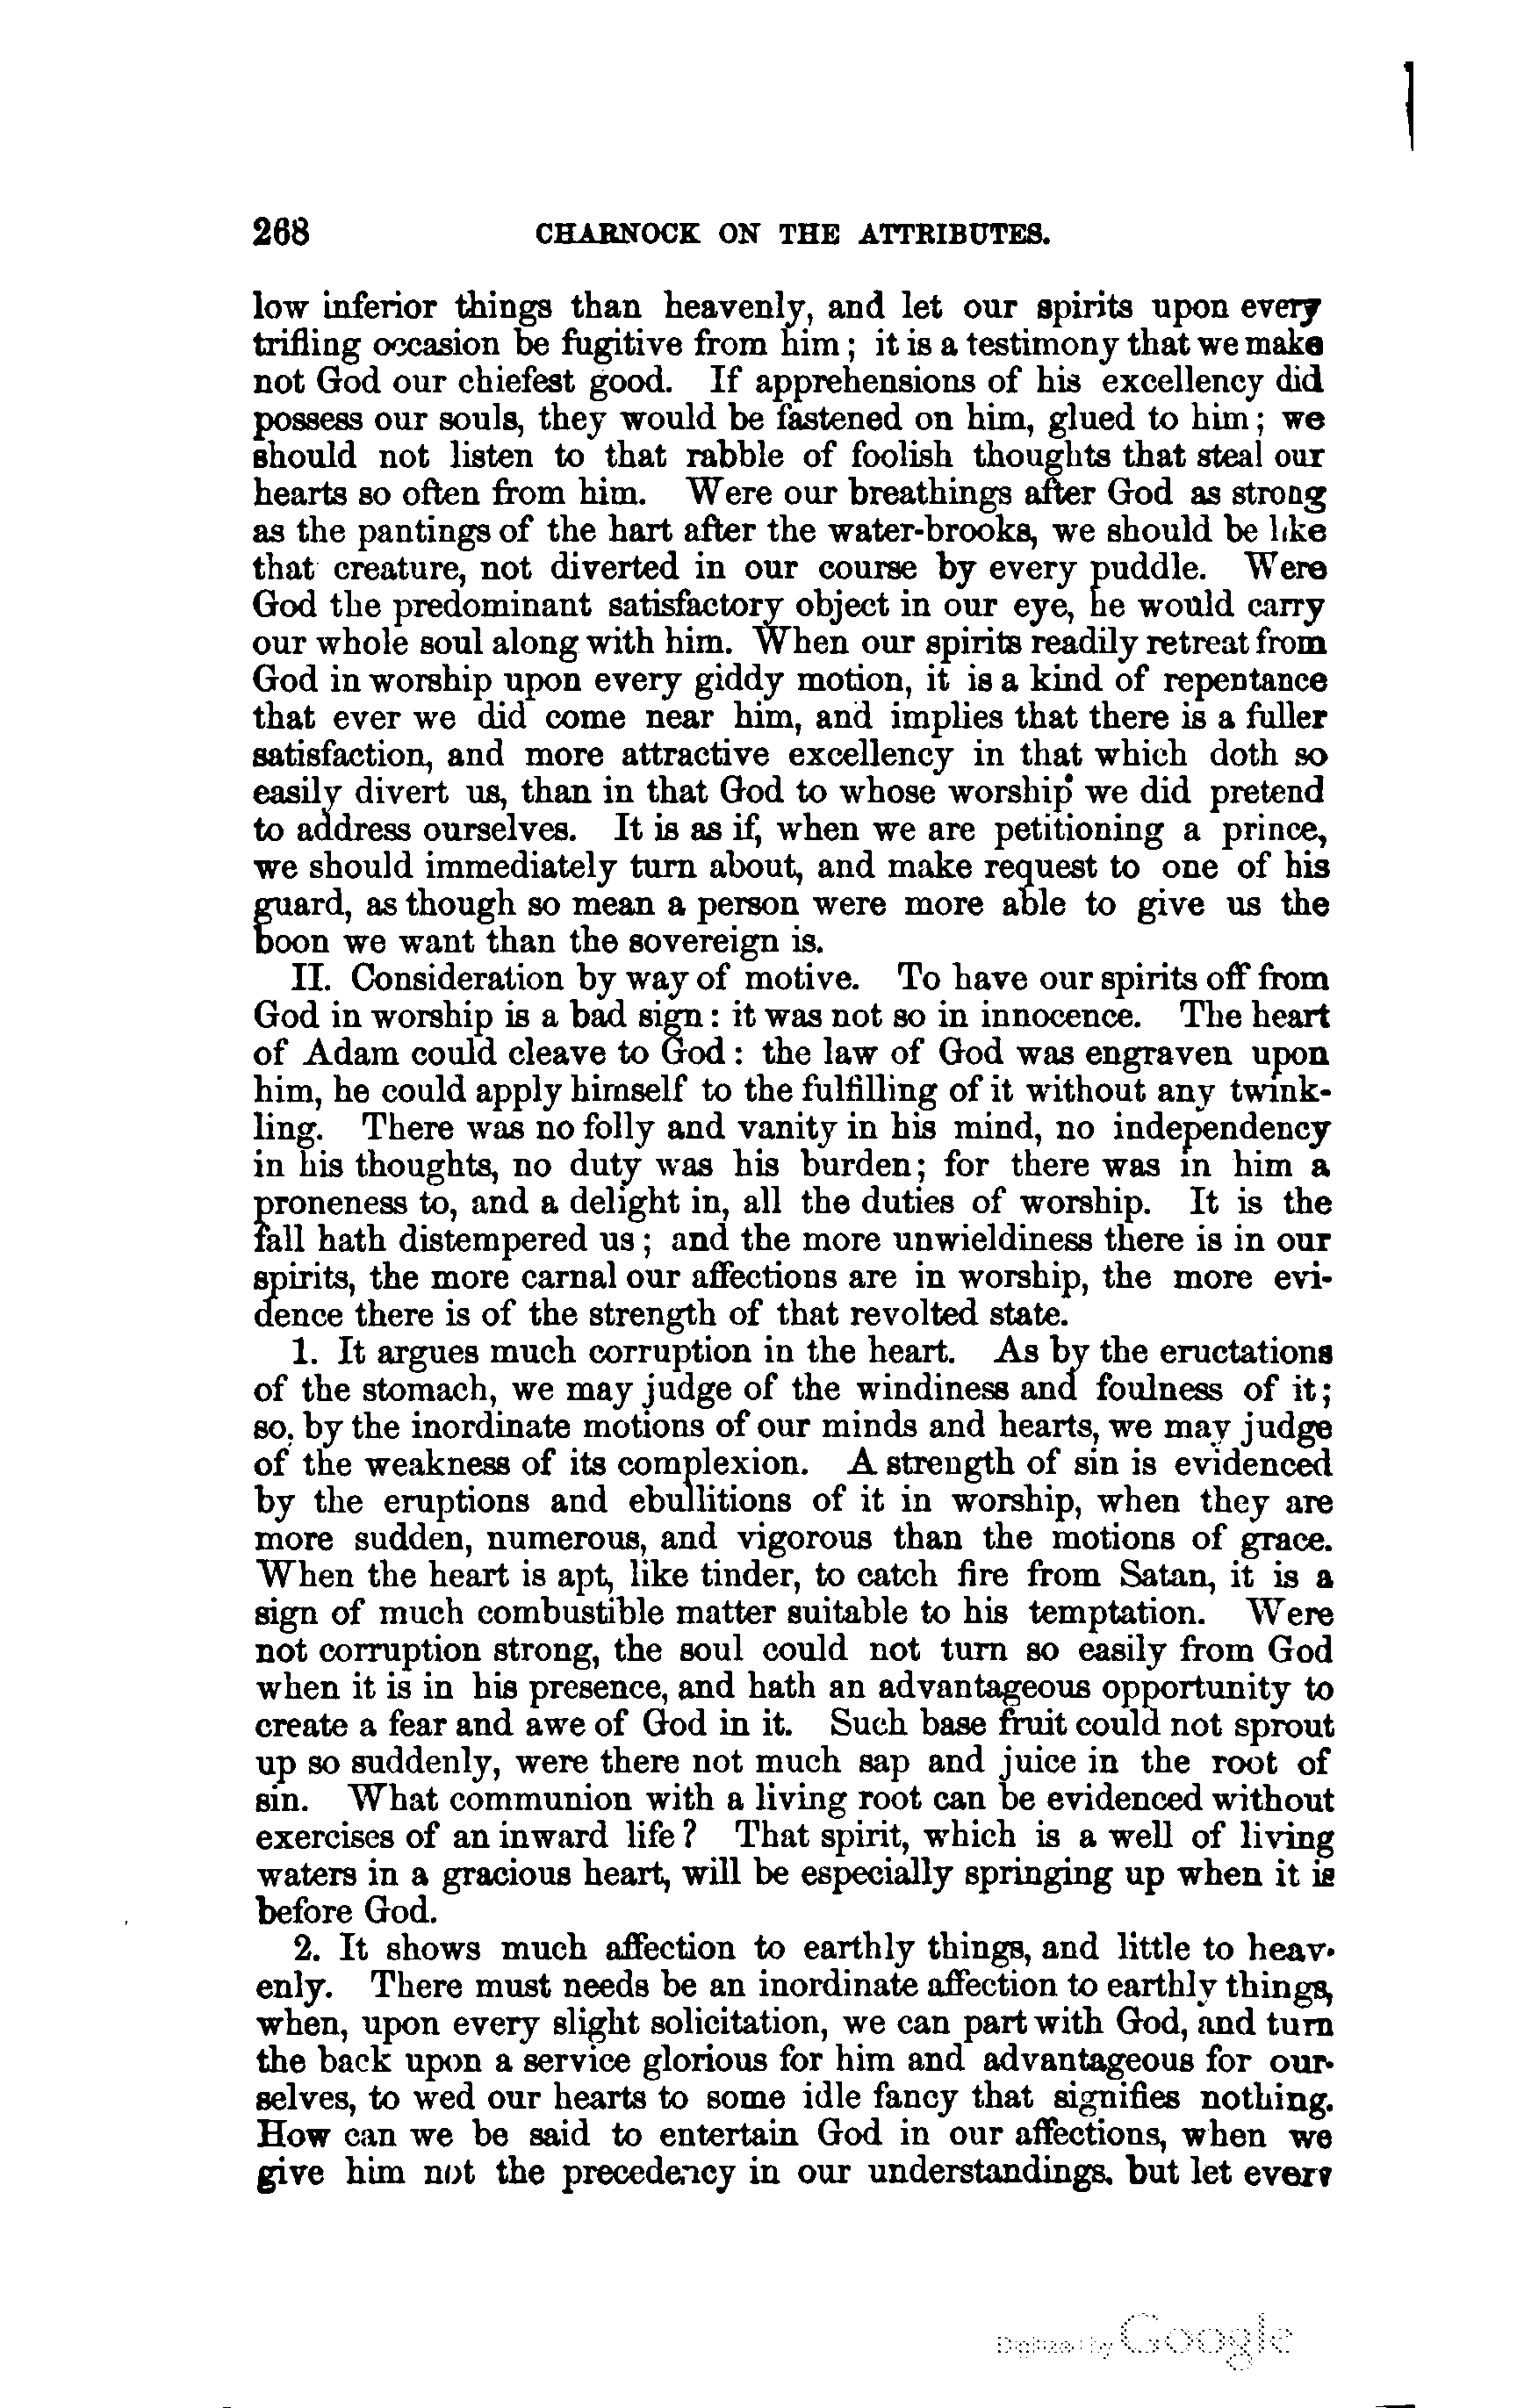 268 CHARNOCK ON THE ATTRIBUTES.
low inferior things than heavenly, and let our spirits upon every
trifling occasion be fugitive from him; it is a testimony that we make
not God our chiefest good. If apprehensions of his excellency did
possess our souls, they would be fastened on him, glued to him; we
should not listen to that rabble of foolish thoughts that steal our
hearts so often from him. Were our breathings after God as strong
as the pantings of the hart after the water-brooks, we should be like
that creature, not diverted in our course by every puddle. Were
God the predominant satisfactory object in our eye, he would carry
our whole soul along with him. When our spirits readily retreat from
God in worship upon every giddy motion, it is a kind of repentance
that ever we did come near him, and implies that there is a fuller
satisfaction, and more attractive excellency in that which doth so
easily divert us, than in that God to whose worship we did pretend
to address ourselves. It is as if, when we are petitioning a prince,
we should immediately turn about, and make request to one of his
guard, as though so mean a person were more able to give us the
boon we want than the sovereign is.
II. Consideration by way of motive. To have our spirits off from
God in worship is a bad sign: it was not so in innocence. The heart
of Adam could cleave to God: the law of God was engraven upon
him, he could apply himself to the fulfilling of it without any twink-
ling. There was no folly and vanity in his mind, no independency
in his thoughts, no duty was his burden; for there was in him a
proneness to, and a delight in, all the duties of worship. It is the
fall hath distempered us; and the more unwieldiness there is in our
spirits, the more carnal our affections are in worship, the more evi-
dence there is of the strength of that revolted state.
1. It argues much corruption in the heart. As by the eructations
of the stomach, we may judge of the windiness and foulness of it;
so, by the inordinate motions of our minds and hearts, we may judge
of the weakness of its complexion. A strength of sin is evidenced
by the eruptions and ebullitions of it in worship, when they are
more sudden, numerous, and vigorous than the motions of grace.
When the heart is apt, like tinder, to catch fire from Satan, it is a
sign of much combustible matter suitable to his temptation. Were
not corruption strong, the soul could not turn so easily from God
when it is in his presence, and hath an advantageous opportunity to
create a fear and awe of God in it. Such base fruit could not sprout
up so suddenly, were there not much sap and juice in the root of
sin. What communion with a living root can be evidenced without
exercises of an inward life? That spirit, which is a well of living
waters in a gracious heart, will be especially springing up when it is
before God.
2. It shows much affection to earthly things, and little to heav-
enly. There must needs be an inordinate affection to earthly things,
when, upon every slight solicitation, we can part with God, and turn
the back upon a service glorious for him and advantageous for our-
selves, to wed our hearts to some idle fancy that signifies nothing.
How can we be said to entertain God in our affections, when we
give him not the precedency in our understandings, but let every
Digitized by Google